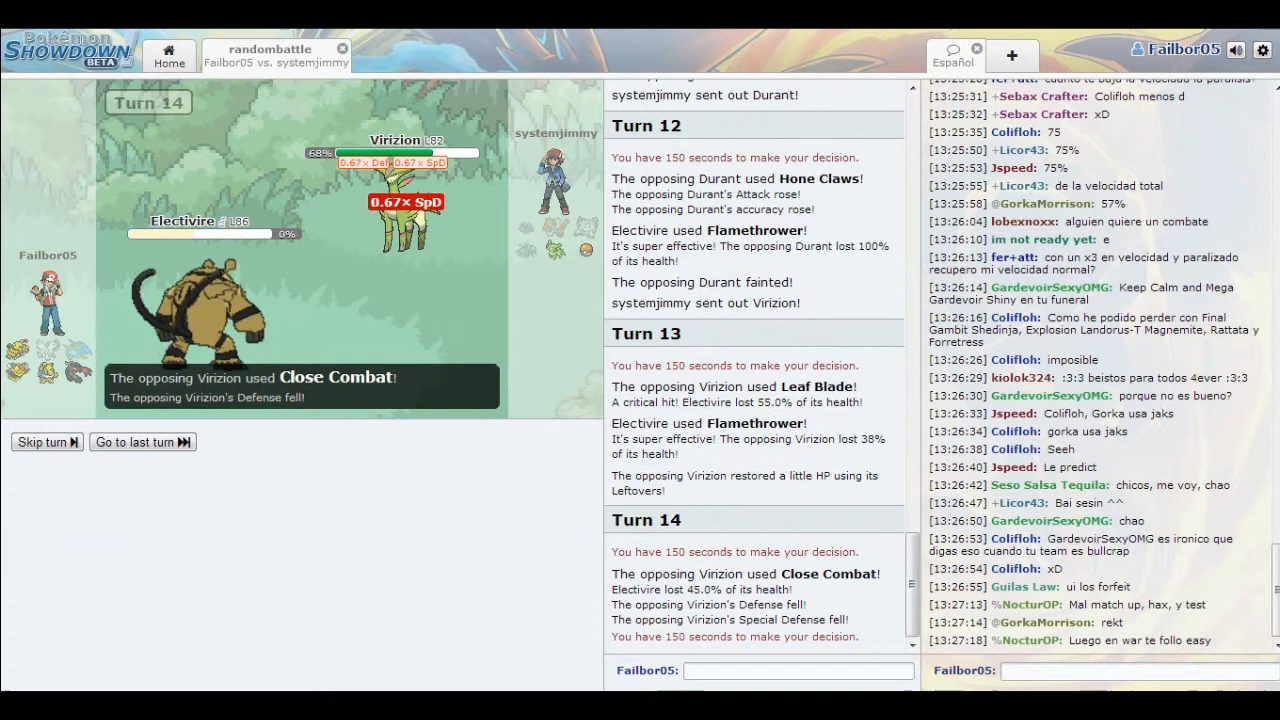 Pokémon
SHOWDOWN
BETA
Home
randombattle
Failbor05 vs. systemjimmy
Español
+
Failbor05
Turn 14
Virizion L82
68%
0.67× Def 0.67× SpD
0.67× SpD
systemjimmy
Electivire L86
0%
Failbor05
The opposing Virizion used Close Combat!
The opposing Virizion's Defense fell!
Skip turn
Go to last turn
systemjimmy sent out Durant!
Turn 12
You have 150 seconds to make your decision.
The opposing Durant used Hone Claws!
The opposing Durant's Attack rose!
The opposing Durant's accuracy rose!
Electivire used Flamethrower!
It's super effective! The opposing Durant lost 100%
of its health!
The opposing Durant fainted!
systemjimmy sent out Virizion!
Turn 13
You have 150 seconds to make your decision.
The opposing Virizion used Leaf Blade!
A critical hit! Electivire lost 55.0% of its health!
Electivire used Flamethrower!
It's super effective! The opposing Virizion lost 38%
of its health!
The opposing Virizion restored a little HP using its
Leftovers!
Turn 14
You have 150 seconds to make your decision.
The opposing Virizion used Close Combat!
Electivire lost 45.0% of its health!
The opposing Virizion's Defense fell!
The opposing Virizion's Special Defense fell!
You have 150 seconds to make your decision.
Failbor05:
[13:25:31] +Sebax Crafter: Colifloh menos d
[13:25:32] +Sebax Crafter: xD
[13:25:35] Colifloh: 75
[13:25:50] +Licor43: 75%
[13:25:53] Jspeed: 75%
[13:25:55] +Licor43: de la velocidad total
[13:25:58] @GorkaMorrison: 57%
[13:26:04] lobexnoxx: alguien quiere un combate
[13:26:10] im not ready yet: e
[13:26:13] fer+att: con un x3 en velocidad y paralizado
recupero mi velocidad normal?
[13:26:14] GardevoirSexyOMG: Keep Calm and Mega
Gardevoir Shiny en tu funeral
[13:26:16] Colifloh: Como he podido perder con Final
Gambit Shedinja, Explosion Landorus-T Magnemite, Rattata y
Forretress
[13:26:26] Colifloh: imposible
[13:26:29] kiolok324: :3:3 beistos para todos 4ever :3:3
[13:26:30] GardevoirSexyOMG: porque no es bueno?
[13:26:33] Jspeed: Colifloh, Gorka usa jaks
[13:26:34] Colifloh: gorka usa jaks
[13:26:38] Colifloh: Seeh
[13:26:40] Jspeed: Le predict
[13:26:42] Seso Salsa Tequila: chicos, me voy, chao
[13:26:47] +Licor43: Bai sesin ^^
[13:26:50] GardevoirSexyOMG: chao
[13:26:53] Colifloh: GardevoirSexyOMG es ironico que
digas eso cuando tu team es bullcrap
[13:26:54] Colifloh: xD
[13:26:55] Guilas Law: ui los forfeit
[13:27:13] %NocturOP: Mal match up, hax, y test
[13:27:14] @GorkaMorrison: rekt
[13:27:18] %NocturOP: Luego en war te follo easy
Failbor05: